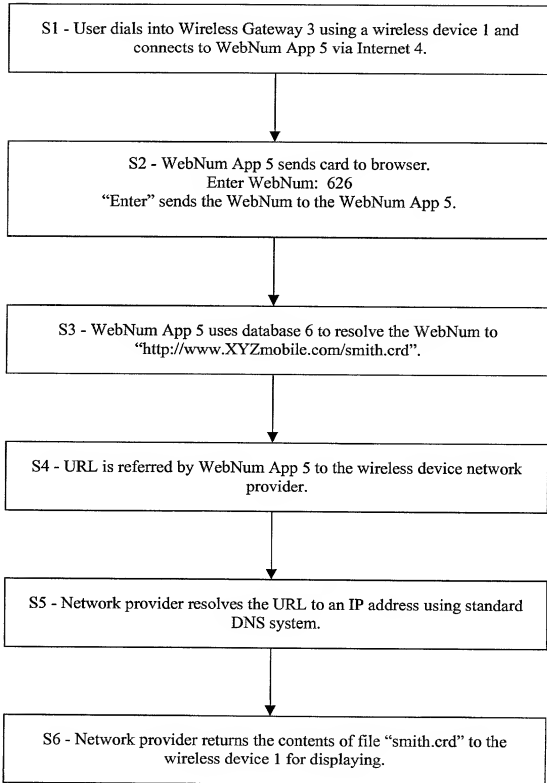 S1 - User dials into Wireless Gateway 3 using a wireless device 1 and
connects to WebNum App 5 via Internet 4.
S2 - WebNum App 5 sends card to browser.
Enter WebNum: 626
“Enter” sends the WebNum to the WebNum App 5.
S3 - WebNum App 5 uses database 6 to resolve the WebNum to
“http://www.XYZmobile.com/smith.crd”.
S4 - URL is referred by WebNum App 5 to the wireless device network
provider.
S5 - Network provider resolves the URL to an IP address using standard
DNS system.
S6 - Network provider returns the contents of file “smith.crd” to the
wireless device 1 for displaying.